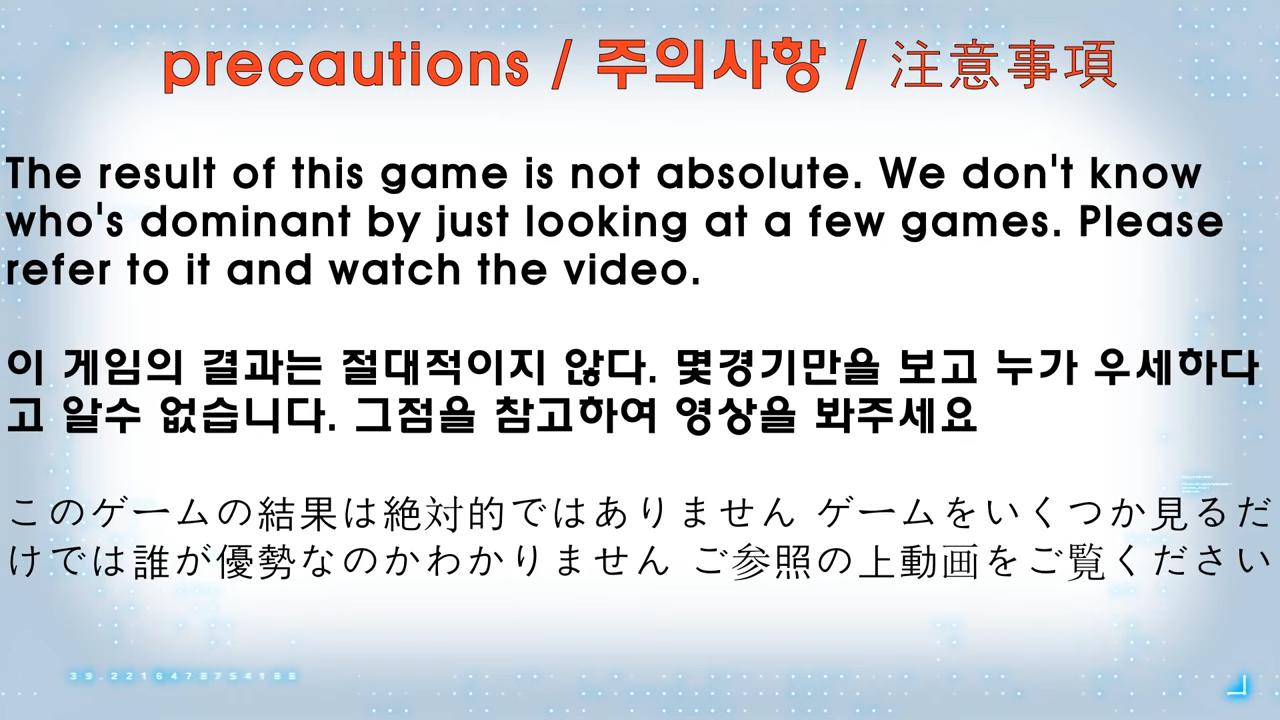 precautions / 주의사항 / 注意事項
The result of this game is not absolute. We don't know
who's dominant by just looking at a few games. Please
refer to it and watch the video.
이 게임의 결과는 절대적이지 않다. 몇경기만을 보고 누가 우세하다
고 알수 없습니다. 그점을 참고하여 영상을 봐주세요
このゲームの結果は絶対的ではありません ゲームをいくつか見るだ
けでは誰が優勢なのかわかりません ご参照の上動画をご覧ください